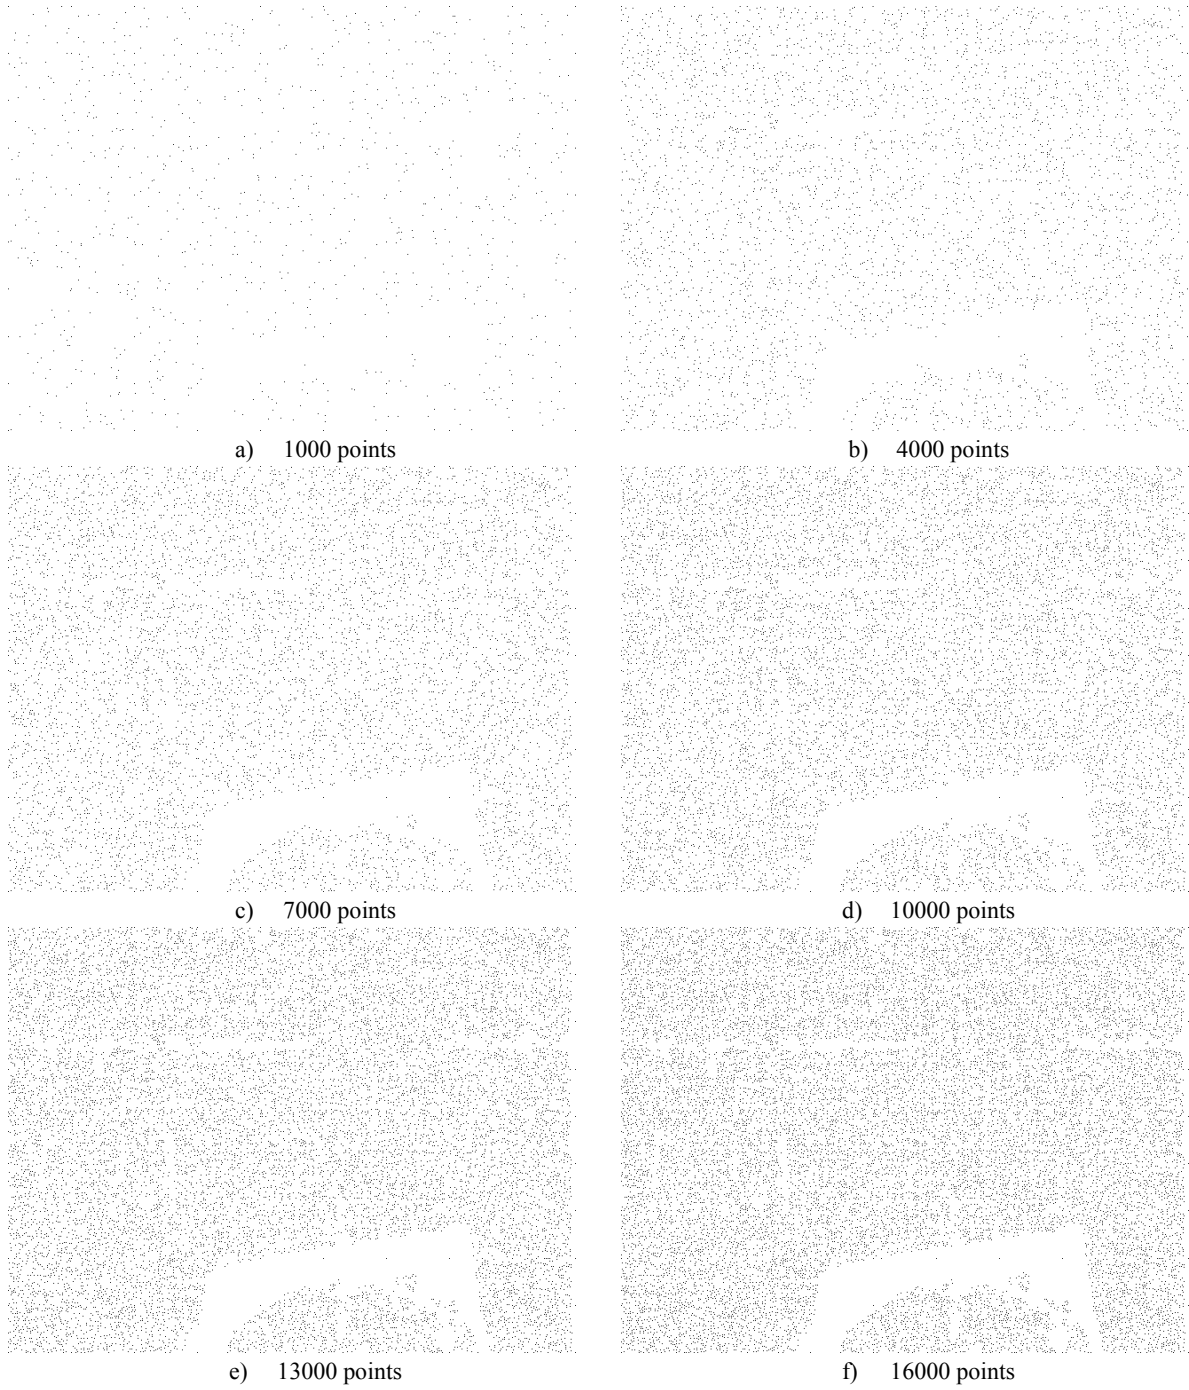 a) 1000 points
b) 4000 points
c) 7000 points
d) 10000 points
e) 13000 points
f) 16000 points